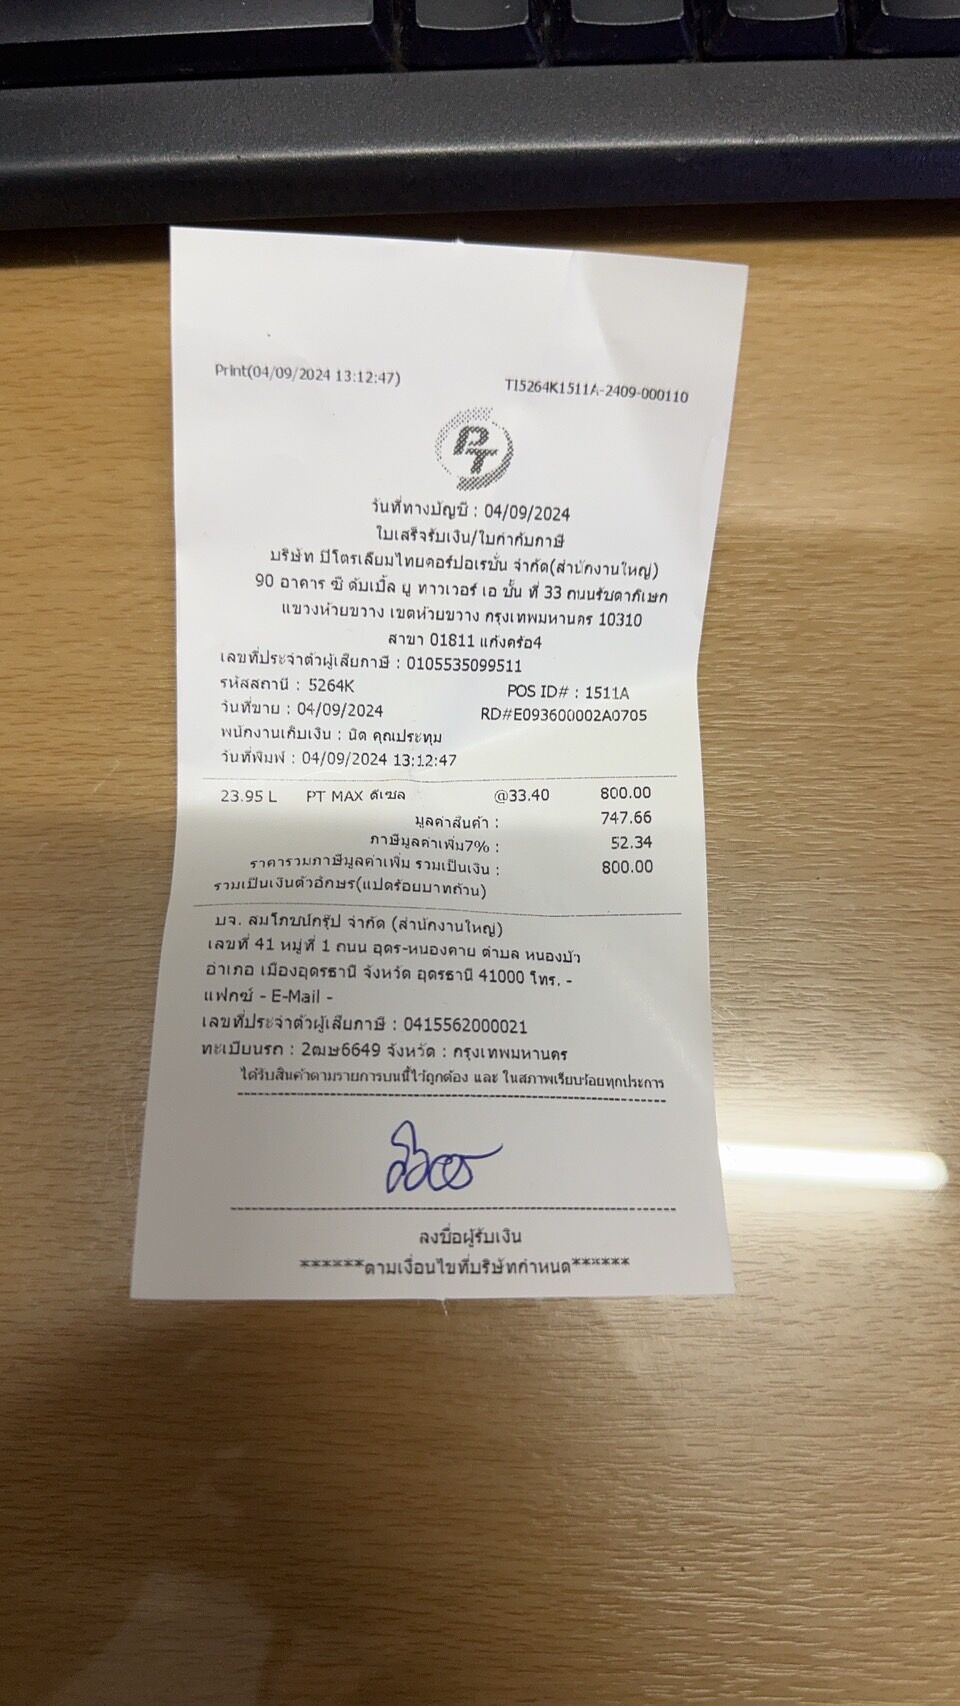 Print(04/09/2024 13:12:47)
TI5264K1511A-2409-000110
PT
วันที่ทางบัญชี : 04/09/2024
ใบเสร็จรับเงิน/ใบกำกับภาษี
บริษัท ปิโตรเลียมไทยคอร์ปอเรชั่น จำกัด(สำนักงานใหญ่)
90 อาคาร ซี ดับเบิ้ล ยู ทาวเวอร์ เอ ชั้น ที่ 33 ถนนรัชดาภิเษก
แขวงห้วยขวาง เขตห้วยขวาง กรุงเทพมหานคร 10310
สาขา 01811 แก้งคร้อ4
เลขที่ประจำตัวผู้เสียภาษี : 0105535099511
รหัสสถานี : 5264K POS ID# : 1511A
วันที่ขาย : 04/09/2024 RD#E093600002A0705
พนักงานเก็บเงิน : นิด คุณประทุม
วันที่พิมพ์ : 04/09/2024 13:12:47
23.95 L PT MAX ดีเซล @33.40 800.00
มูลค่าสินค้า : 747.66
ภาษีมูลค่าเพิ่ม7% : 52.34
ราคารวมภาษีมูลค่าเพิ่ม รวมเป็นเงิน : 800.00
รวมเป็นเงินตัวอักษร(แปดร้อยบาทถ้วน)
บจ. สมโภชน์กรุ๊ป จำกัด (สำนักงานใหญ่)
เลขที่ 41 หมู่ที่ 1 ถนน อุดร-หนองคาย ตำบล หนองบัว
อำเภอ เมืองอุดรธานี จังหวัด อุดรธานี 41000 โทร. -
แฟกซ์ - E-Mail -
เลขที่ประจำตัวผู้เสียภาษี : 0415562000021
ทะเบียนรถ : 2ฒษ6649 จังหวัด : กรุงเทพมหานคร
ได้รับสินค้าตามรายการบนนี้ไว้ถูกต้อง และ ในสภาพเรียบร้อยทุกประการ
ลงชื่อผู้รับเงิน
******ตามเงื่อนไขที่บริษัทกำหนด******